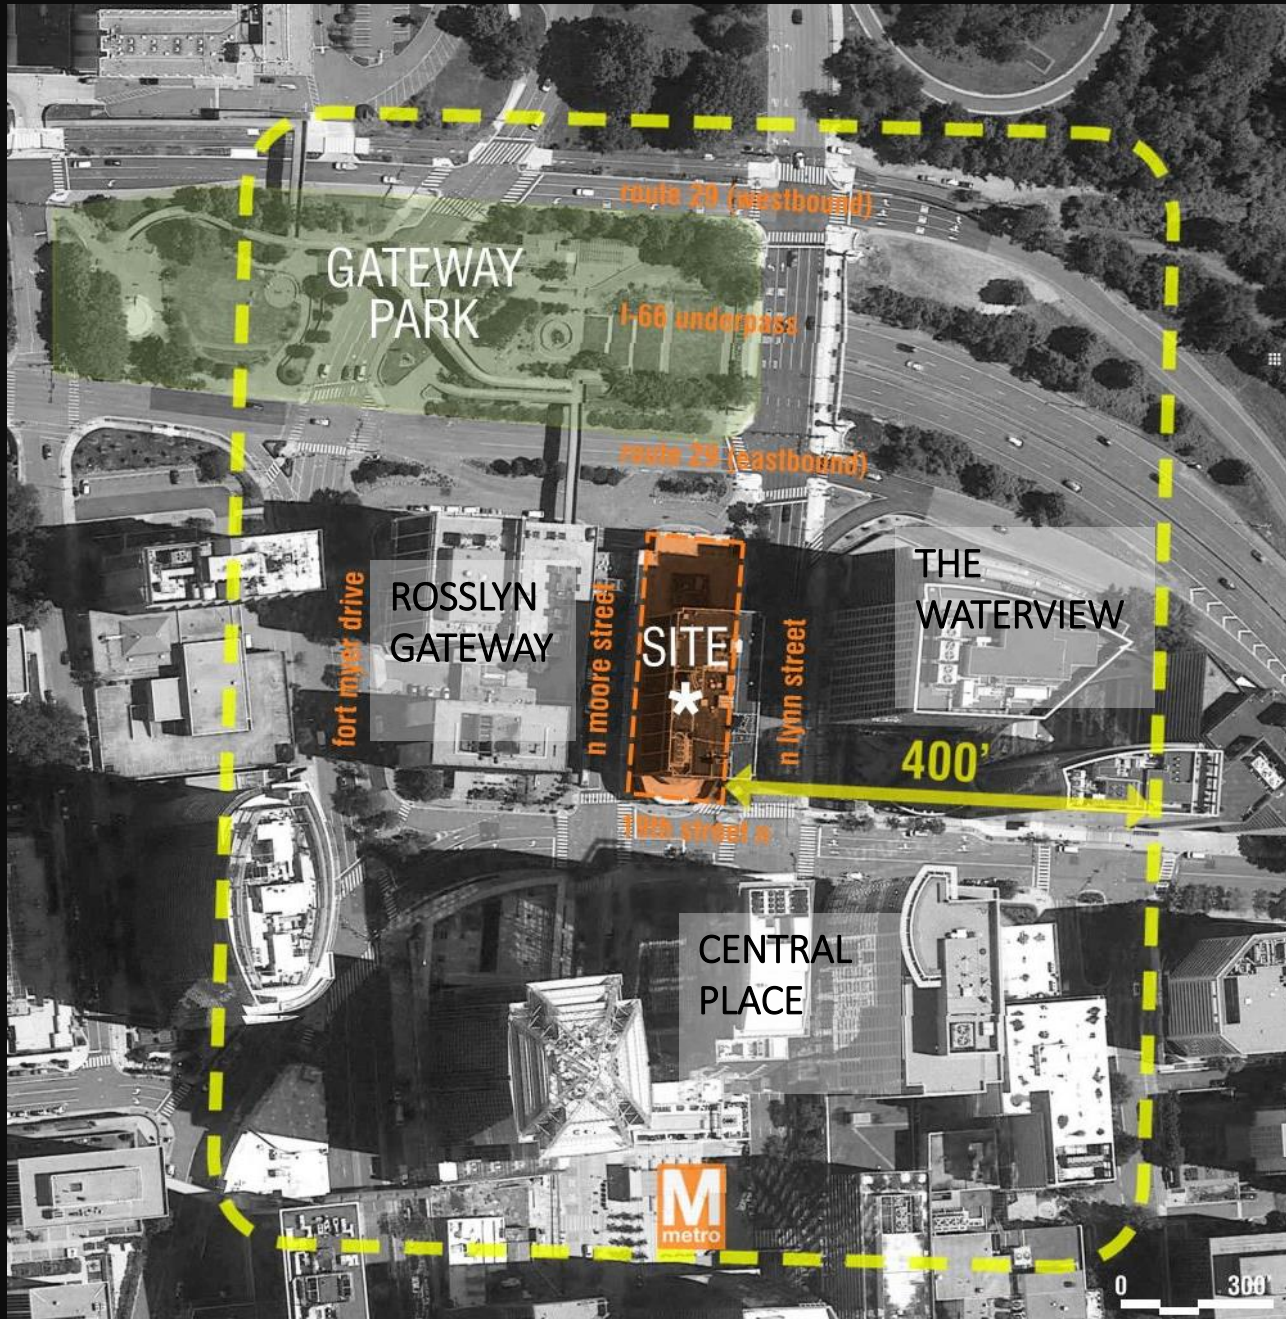 route 29 (westbound)
GATEWAY
PARK
I-66 underpass
route 29 (eastbound)
fort myer drive
ROSSLYN
GATEWAY
n moore street
SITE
*
n lynn street
THE
WATERVIEW
400'
19th street n
CENTRAL
PLACE
M
metro
0 300'